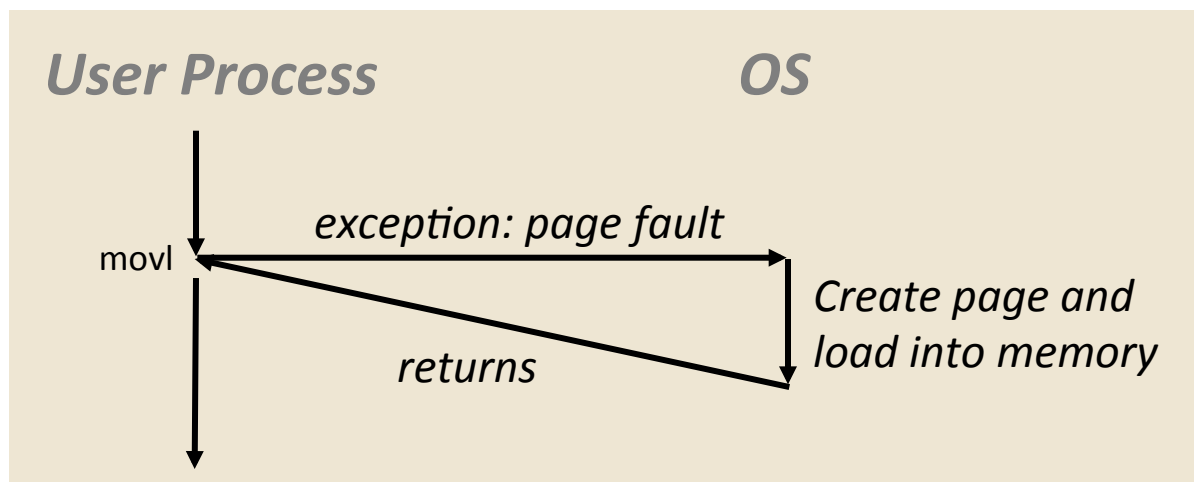 User Process
OS
exception: page fault
movl
Create page and
load into memory
returns